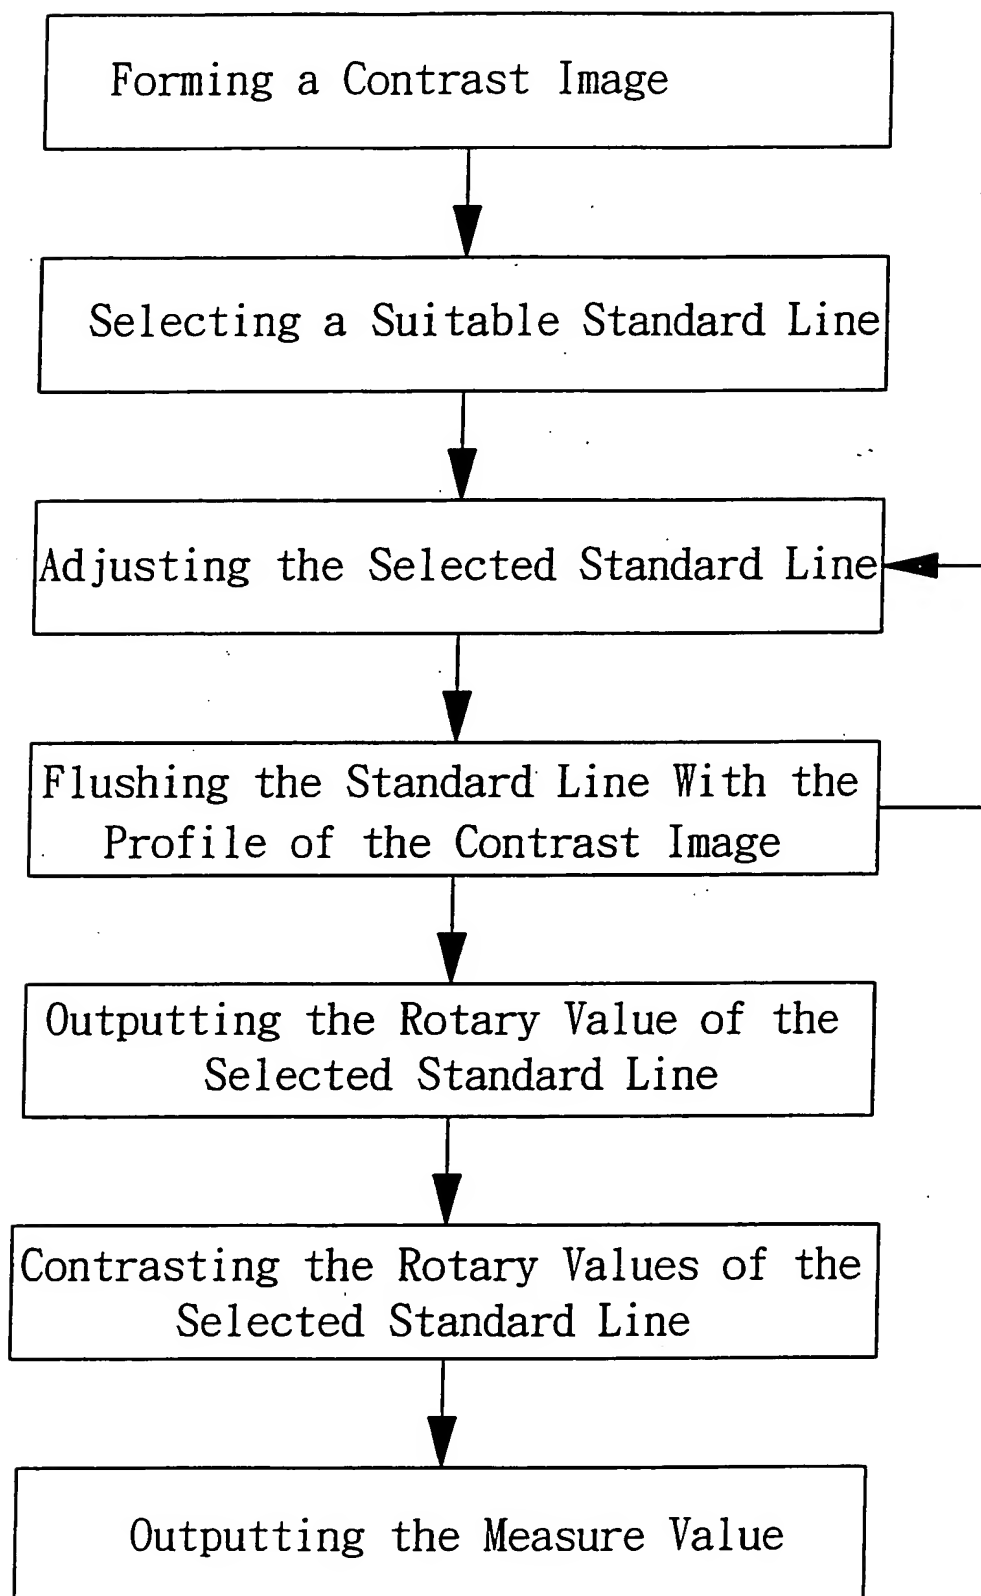 Forming a Contrast Image
Selecting a Suitable Standard Line
Adjusting the Selected Standard Line
Flushing the Standard Line With the
Profile of the Contrast Image
Outputting the Rotary Value of the
Selected Standard Line
Contrasting the Rotary Values of the
Selected Standard Line
Outputting the Measure Value